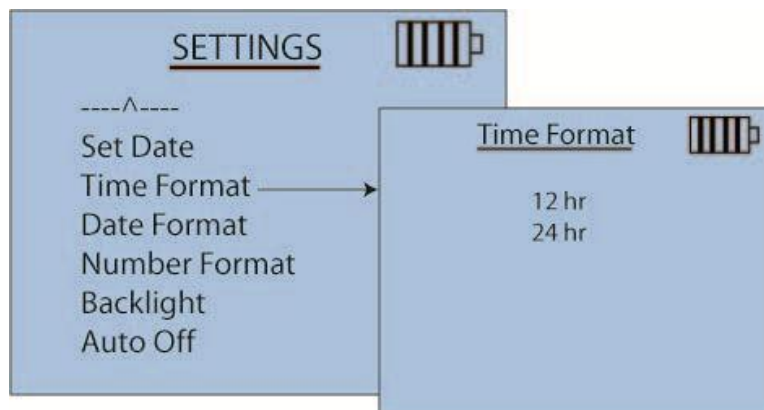 SETTINGS
----^----
Set Date
Time Format
Date Format
Number Format
Backlight
Auto Off
Time Format
12 hr
24 hr